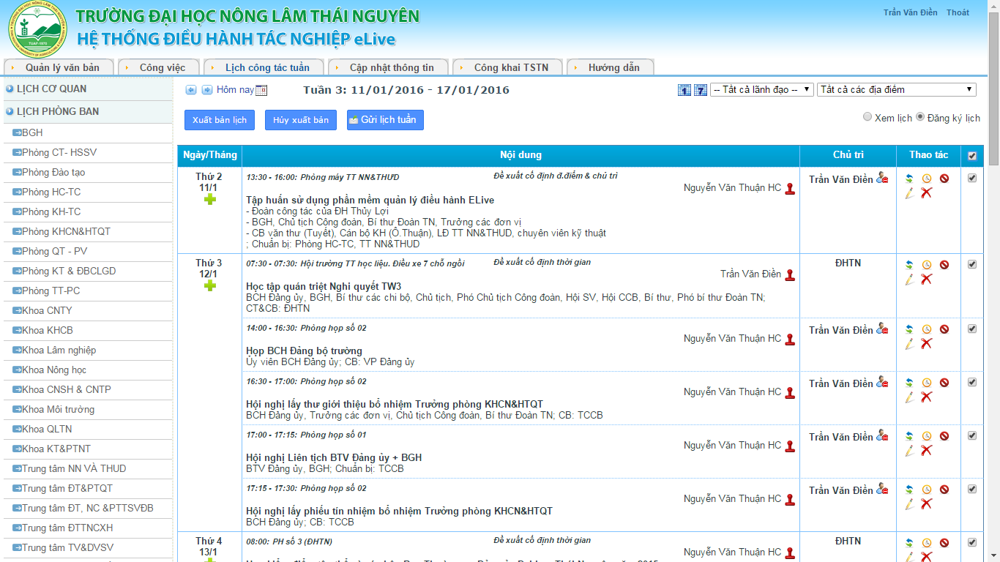 TRƯỜNG ĐẠI HỌC NÔNG LÂM THÁI NGUYÊN
HỆ THỐNG ĐIỀU HÀNH TÁC NGHIỆP eLive
Trần Văn Điền Thoát
Quản lý văn bản Công việc Lịch công tác tuần Cập nhật thông tin Công khai TSTN Hướng dẫn
LỊCH CƠ QUAN
LỊCH PHÒNG BAN
BGH
Phòng CT- HSSV
Phòng Đào tạo
Phòng HC-TC
Phòng KH-TC
Phòng KHCN&HTQT
Phòng QT - PV
Phòng KT & ĐBCLGD
Phòng TT-PC
Khoa CNTY
Khoa KHCB
Khoa Lâm nghiệp
Khoa Nông học
Khoa CNSH & CNTP
Khoa Môi trường
Khoa QLTN
Khoa KT&PTNT
Trung tâm NN VÀ THUD
Trung tâm ĐT&PTQT
Trung tâm ĐT, NC &PTTSVĐB
Trung tâm ĐTTNCXH
Trung tâm TV&DVSV
Hôm nay Tuần 3: 11/01/2016 - 17/01/2016 1 7 -- Tất cả lãnh đạo -- Tất cả các địa điểm
Xuất bản lịch Hủy xuất bản Gửi lịch tuần Xem lịch Đăng ký lịch
Ngày/Tháng Nội dung Chủ trì Thao tác
Thứ 2
11/1
13:30 - 16:00: Phòng máy TT NN&THUD Đề xuất cố định đ.điểm & chủ trì
Nguyễn Văn Thuận HC
Trần Văn Điền
Tập huấn sử dụng phần mềm quản lý điều hành ELive
- Đoàn công tác của ĐH Thủy Lợi
- BGH, Chủ tịch Công đoàn, Bí thư Đoàn TN, Trưởng các đơn vị
- CB văn thư (Tuyết), Cán bộ KH (Ô.Thuận), LĐ TT NN&THUD, chuyên viên kỹ thuật
; Chuẩn bị: Phòng HC-TC, TT NN&THUD
Thứ 3
12/1
07:30 - 07:30: Hội trường TT học liệu. Điều xe 7 chỗ ngồi Đề xuất cố định thời gian
Trần Văn Điền
ĐHTN
Học tập quán triệt Nghị quyết TW3
BCH Đảng ủy, BGH, Bí thư các chi bộ, Chủ tịch, Phó Chủ tịch Công đoàn, Hội SV, Hội CCB, Bí thư, Phó bí thư Đoàn TN;
CT&CB: ĐHTN
14:00 - 16:30: Phòng họp số 02
Nguyễn Văn Thuận HC
Trần Văn Điền
Họp BCH Đảng bộ trường
Ủy viên BCH Đảng ủy; CB: VP Đảng ủy
16:30 - 17:00: Phòng họp số 02
Nguyễn Văn Thuận HC
Trần Văn Điền
Hội nghị lấy thư giới thiệu bổ nhiệm Trưởng phòng KHCN&HTQT
BCH Đảng ủy, Trưởng các đơn vị, Chủ tịch Công đoàn, Bí thư Đoàn TN; CB: TCCB
17:00 - 17:15: Phòng họp số 01
Nguyễn Văn Thuận HC
Trần Văn Điền
Hội nghị Liên tịch BTV Đảng ủy + BGH
BTV Đảng ủy, BGH; Chuẩn bị: TCCB
17:15 - 17:30: Phòng họp số 02
Nguyễn Văn Thuận HC
Trần Văn Điền
Hội nghị lấy phiếu tín nhiệm bổ nhiệm Trưởng phòng KHCN&HTQT
BCH Đảng ủy; CB: TCCB
Thứ 4
13/1
08:00: PH số 3 (ĐHTN) Đề xuất cố định thời gian
Nguyễn Văn Thuận HC
ĐHTN